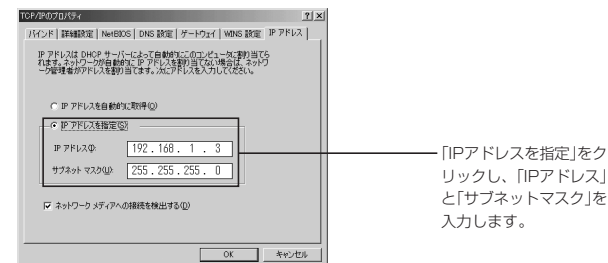 TCP/IPのプロパティ
バインド 詳細設定 NetBIOS DNS 設定 ゲートウェイ WINS 設定 IP アドレス
IP アドレスは DHCP サーバーによって自動的にこのコンピュータに割り当てら
れます。ネットワークが自動的に IP アドレスを割り当てない場合は、ネットワ
ーク管理者がアドレスを割り当てます。次にアドレスを入力してください。
IP アドレスを自動的に取得(O)
IP アドレスを指定(S)
IP アドレス(I): 192.168. 1 . 3
サブネット マスク(U): 255.255.255. 0
ネットワーク メディアへの接続を検出する(D)
OK キャンセル
「IPアドレスを指定」をク
リックし、「IPアドレス」
と「サブネットマスク」を
入力します。